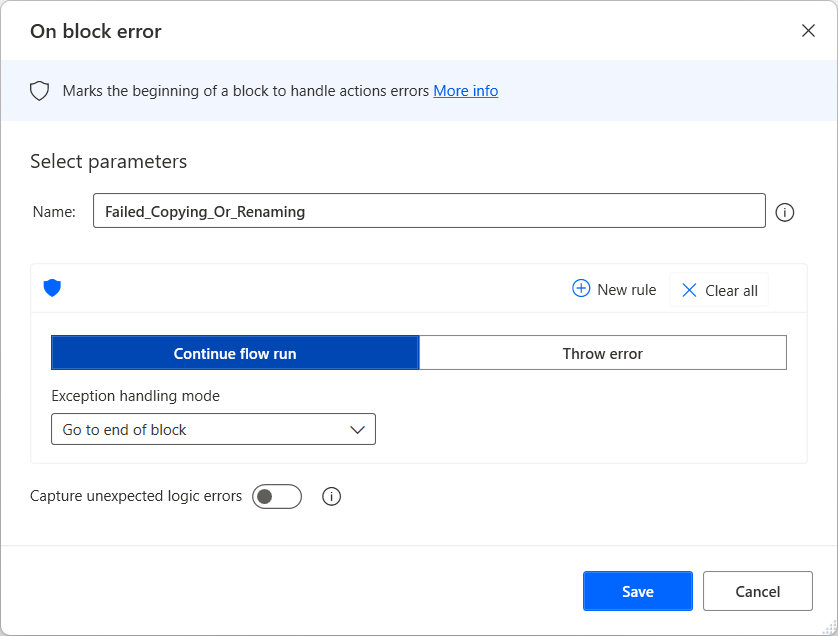 On block error
Marks the beginning of a block to handle actions errors More info
Select parameters
Name: Failed_Copying_Or_Renaming
New rule Clear all
Continue flow run Throw error
Exception handling mode
Go to end of block
Capture unexpected logic errors
Save Cancel